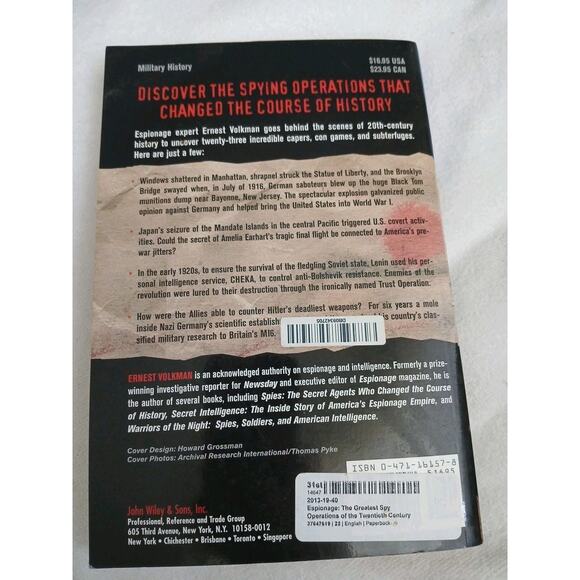 Military History
$16.95 USA
$23.95 CAN
DISCOVER THE SPYING OPERATIONS THAT
CHANGED THE COURSE OF HISTORY
Espionage expert Ernest Volkman goes behind the scenes of 20th-century
history to uncover twenty-three incredible capers, con games, and subterfuges.
Here are just a few:
• Windows shattered in Manhattan, shrapnel struck the Statue of Liberty, and the Brooklyn
Bridge swayed when, in July of 1916, German saboteurs blew up the huge Black Tom
munitions dump near Bayonne, New Jersey. The spectacular explosion galvanized public
opinion against Germany and helped bring the United States into World War I.
• Japan's seizure of the Mandate Islands in the central Pacific triggered U.S. covert activ-
ities. Could the secret of Amelia Earhart's tragic final flight be connected to America's pre-
war jitters?
• In the early 1920s, to ensure the survival of the fledgling Soviet state, Lenin used his per-
sonal intelligence service, CHEKA, to control anti-Bolshevik resistance. Enemies of the
revolution were lured to their destruction through the ironically named Trust Operation.
• How were the Allies able to counter Hitler's deadliest weapons? For six years a mole
inside Nazi Germany's scientific establis his country's clas-
sified military research to Britain's MI6.
ERNEST VOLKMAN is an acknowledged authority on espionage and intelligence. Formerly a prize-
winning investigative reporter for Newsday and executive editor of Espionage magazine, he is
the author of several books, including Spies: The Secret Agents Who Changed the Course
of History, Secret Intelligence: The Inside Story of America's Espionage Empire, and
Warriors of the Night: Spies, Soldiers, and American Intelligence.
Cover Design: Howard Grossman
Cover Photos: Archival Research International/Thomas Pyke
ISBN 0-471-16157-8
51695
31st
14647
2013-19-40
Espionage: The Greatest Spy
Operations of the Twentieth Century
37647619 | 22 | English | Paperback
John Wiley & Sons, Inc.
Professional, Reference and Trade Group
605 Third Avenue, New York, N.Y. 10158-0012
New York • Chichester • Brisbane • Toronto • Singapore